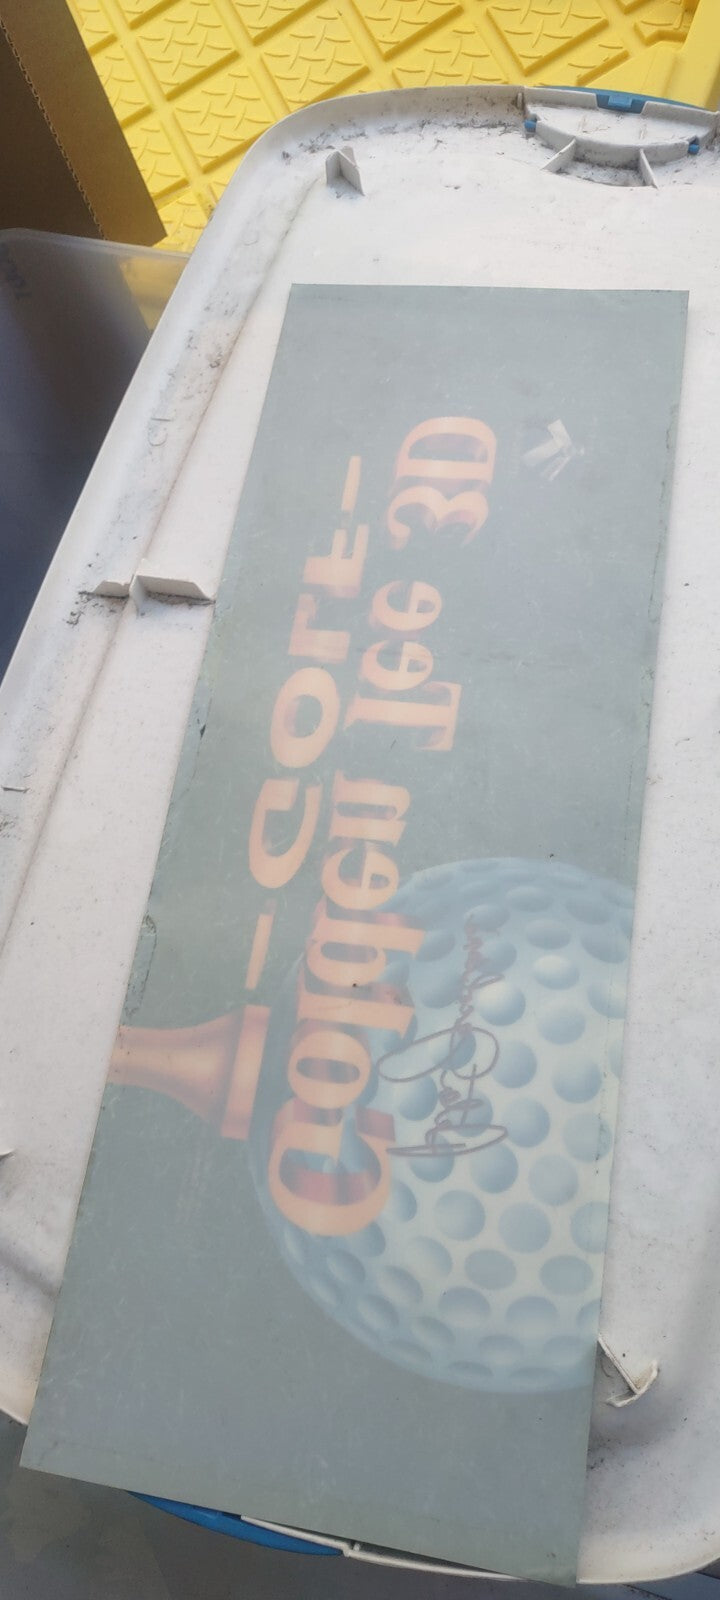 Golden Tee 3D
— GOLF —